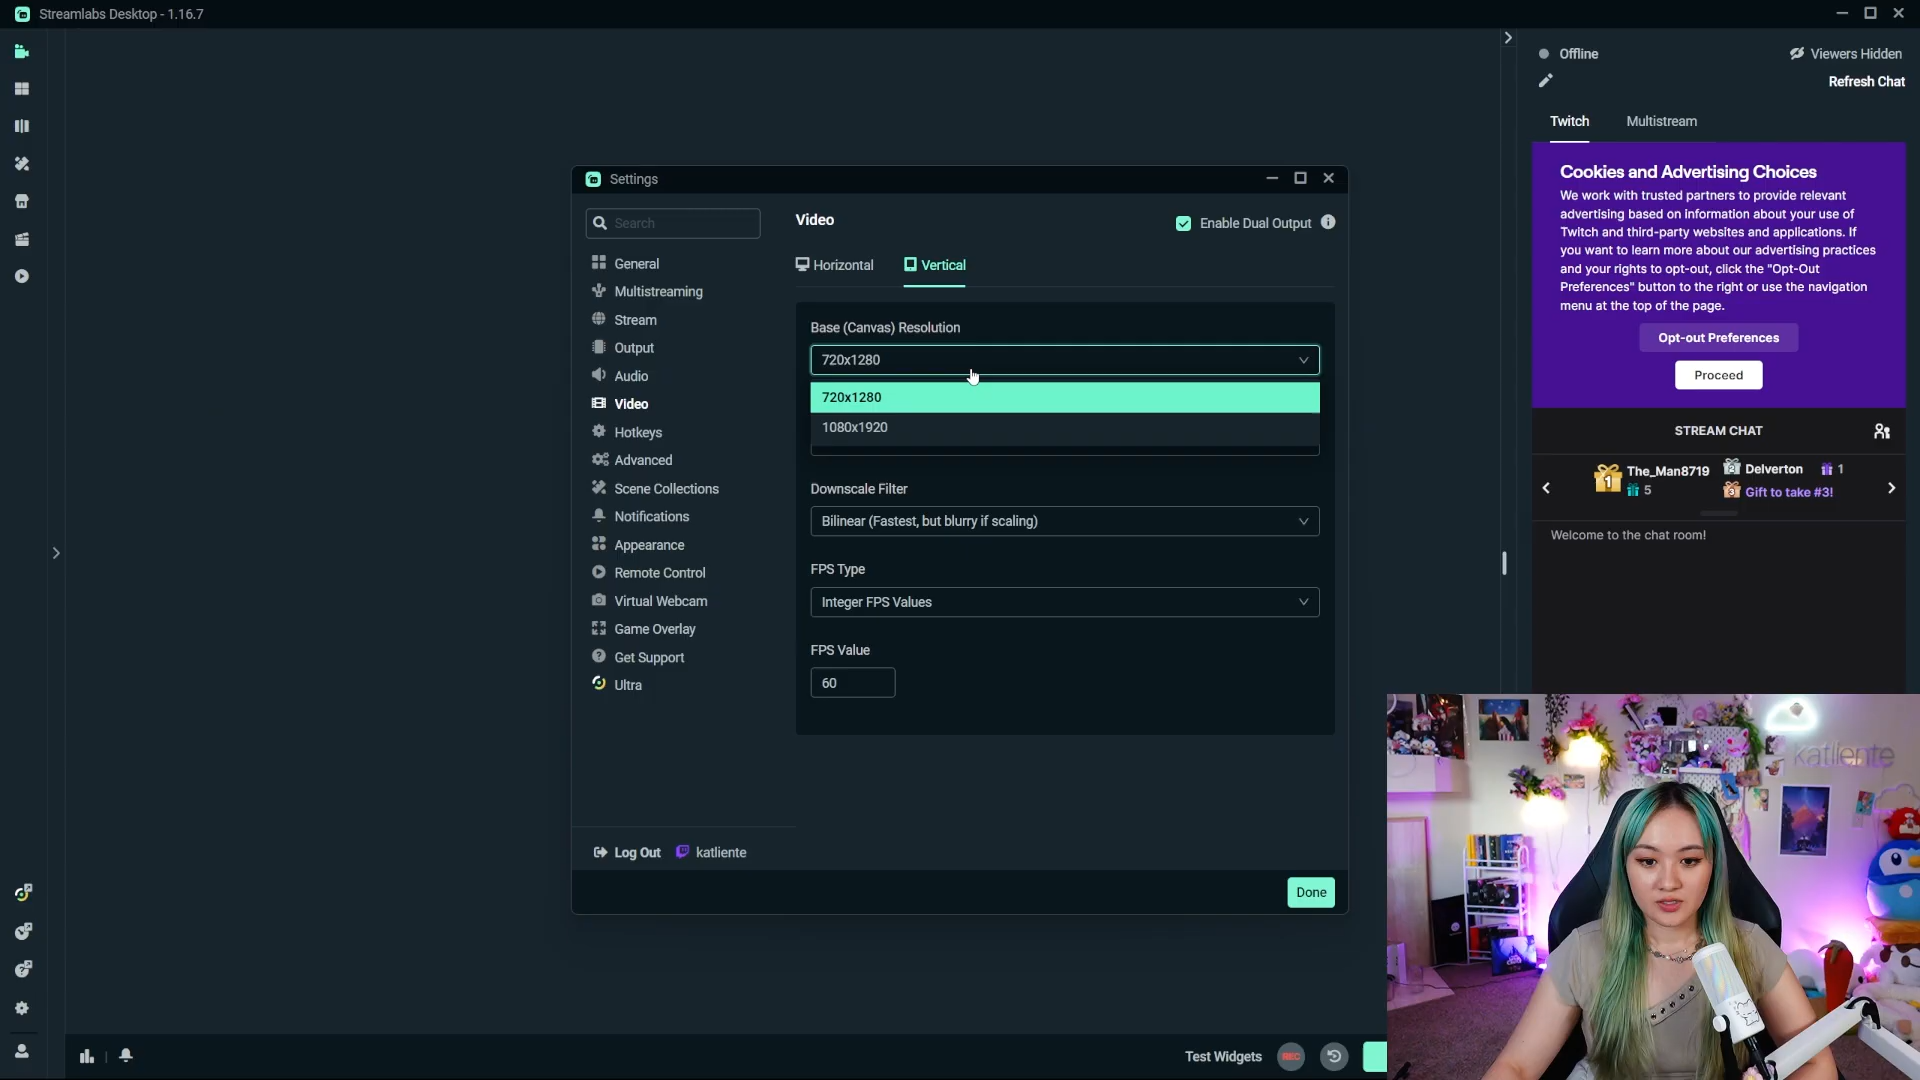 Streamlabs Desktop - 1.16.7
Settings
Search
General
Multistreaming
Stream
Output
Audio
Video
Hotkeys
Advanced
Scene Collections
Notifications
Appearance
Remote Control
Virtual Webcam
Game Overlay
Get Support
Ultra
Log Out katliente
Video
Enable Dual Output
Horizontal Vertical
Base (Canvas) Resolution
720x1280
720x1280
1080x1920
Downscale Filter
Bilinear (Fastest, but blurry if scaling)
FPS Type
Integer FPS Values
FPS Value
60
Done
Offline Viewers Hidden
Refresh Chat
Twitch Multistream
Cookies and Advertising Choices
We work with trusted partners to provide relevant
advertising based on information about your use of
Twitch and third-party websites and applications. If
you want to learn more about our advertising practices
and your rights to opt-out, click the "Opt-Out
Preferences" button to the right or use the navigation
menu at the top of the page.
Opt-out Preferences
Proceed
STREAM CHAT
1 The_Man8719 2 Delverton 1
5 3 Gift to take #3!
Welcome to the chat room!
katliente
Test Widgets REC